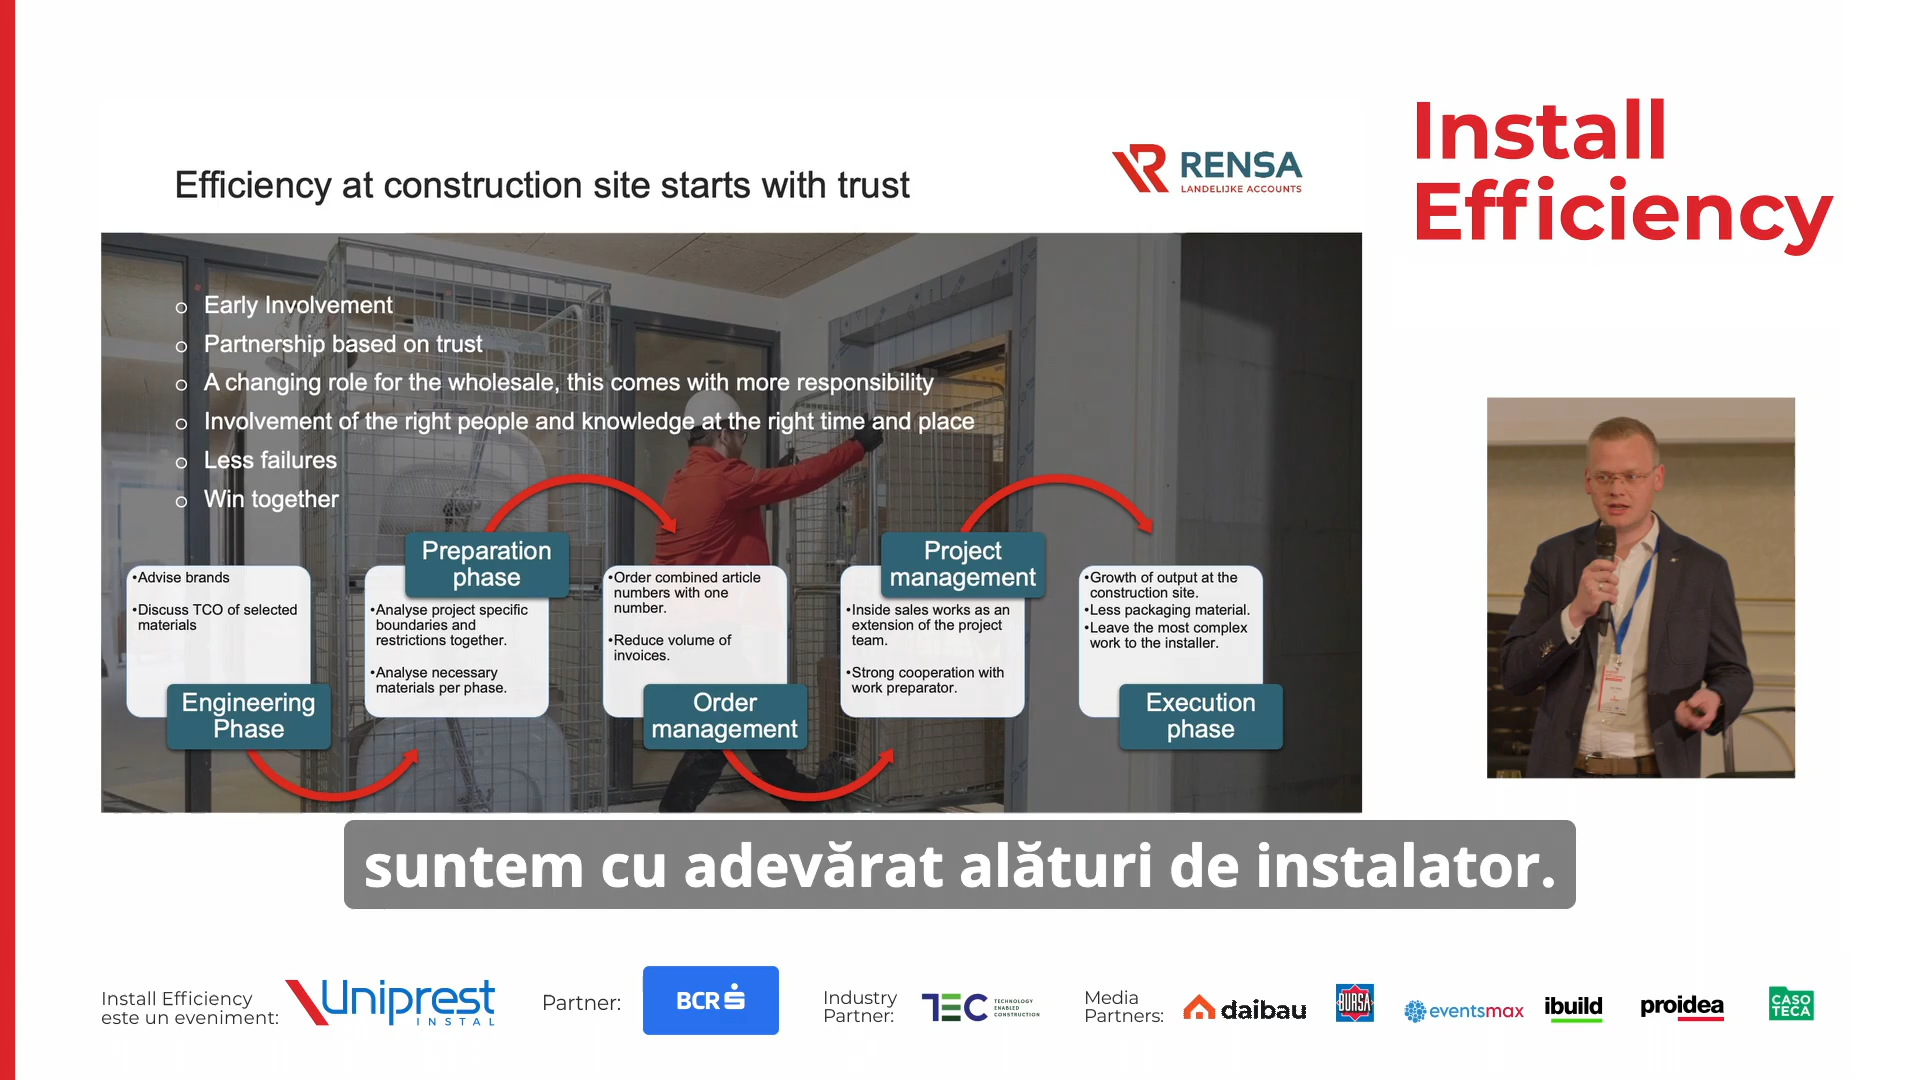 Install
Efficiency
RENSA
LANDELIJKE ACCOUNTS
Efficiency at construction site starts with trust
o Early Involvement
o Partnership based on trust
o A changing role for the wholesale, this comes with more responsibility
o Involvement of the right people and knowledge at the right time and place
o Less failures
o Win together
•Advise brands
•Discuss TCO of selected
materials
Engineering
Phase
Preparation
phase
•Analyse project specific
boundaries and
restrictions together.
•Analyse necessary
materials per phase.
•Order combined article
numbers with one
number.
•Reduce volume of
invoices.
Order
management
Project
management
•Inside sales works as an
extension of the project
team.
•Strong cooperation with
work preparator.
•Growth of output at the
construction site.
•Less packaging material.
•Leave the most complex
work to the installer.
Execution
phase
suntem cu adevărat alături de instalator.
Install Efficiency
este un eveniment:
Uniprest
INSTAL
Partner:
BCR
Industry
Partner:
TEC
TECHNOLOGY
ENABLED
CONSTRUCTION
Media
Partners:
daibau
BURSA
eventsmax
ibuild
proidea
CASO
TECA